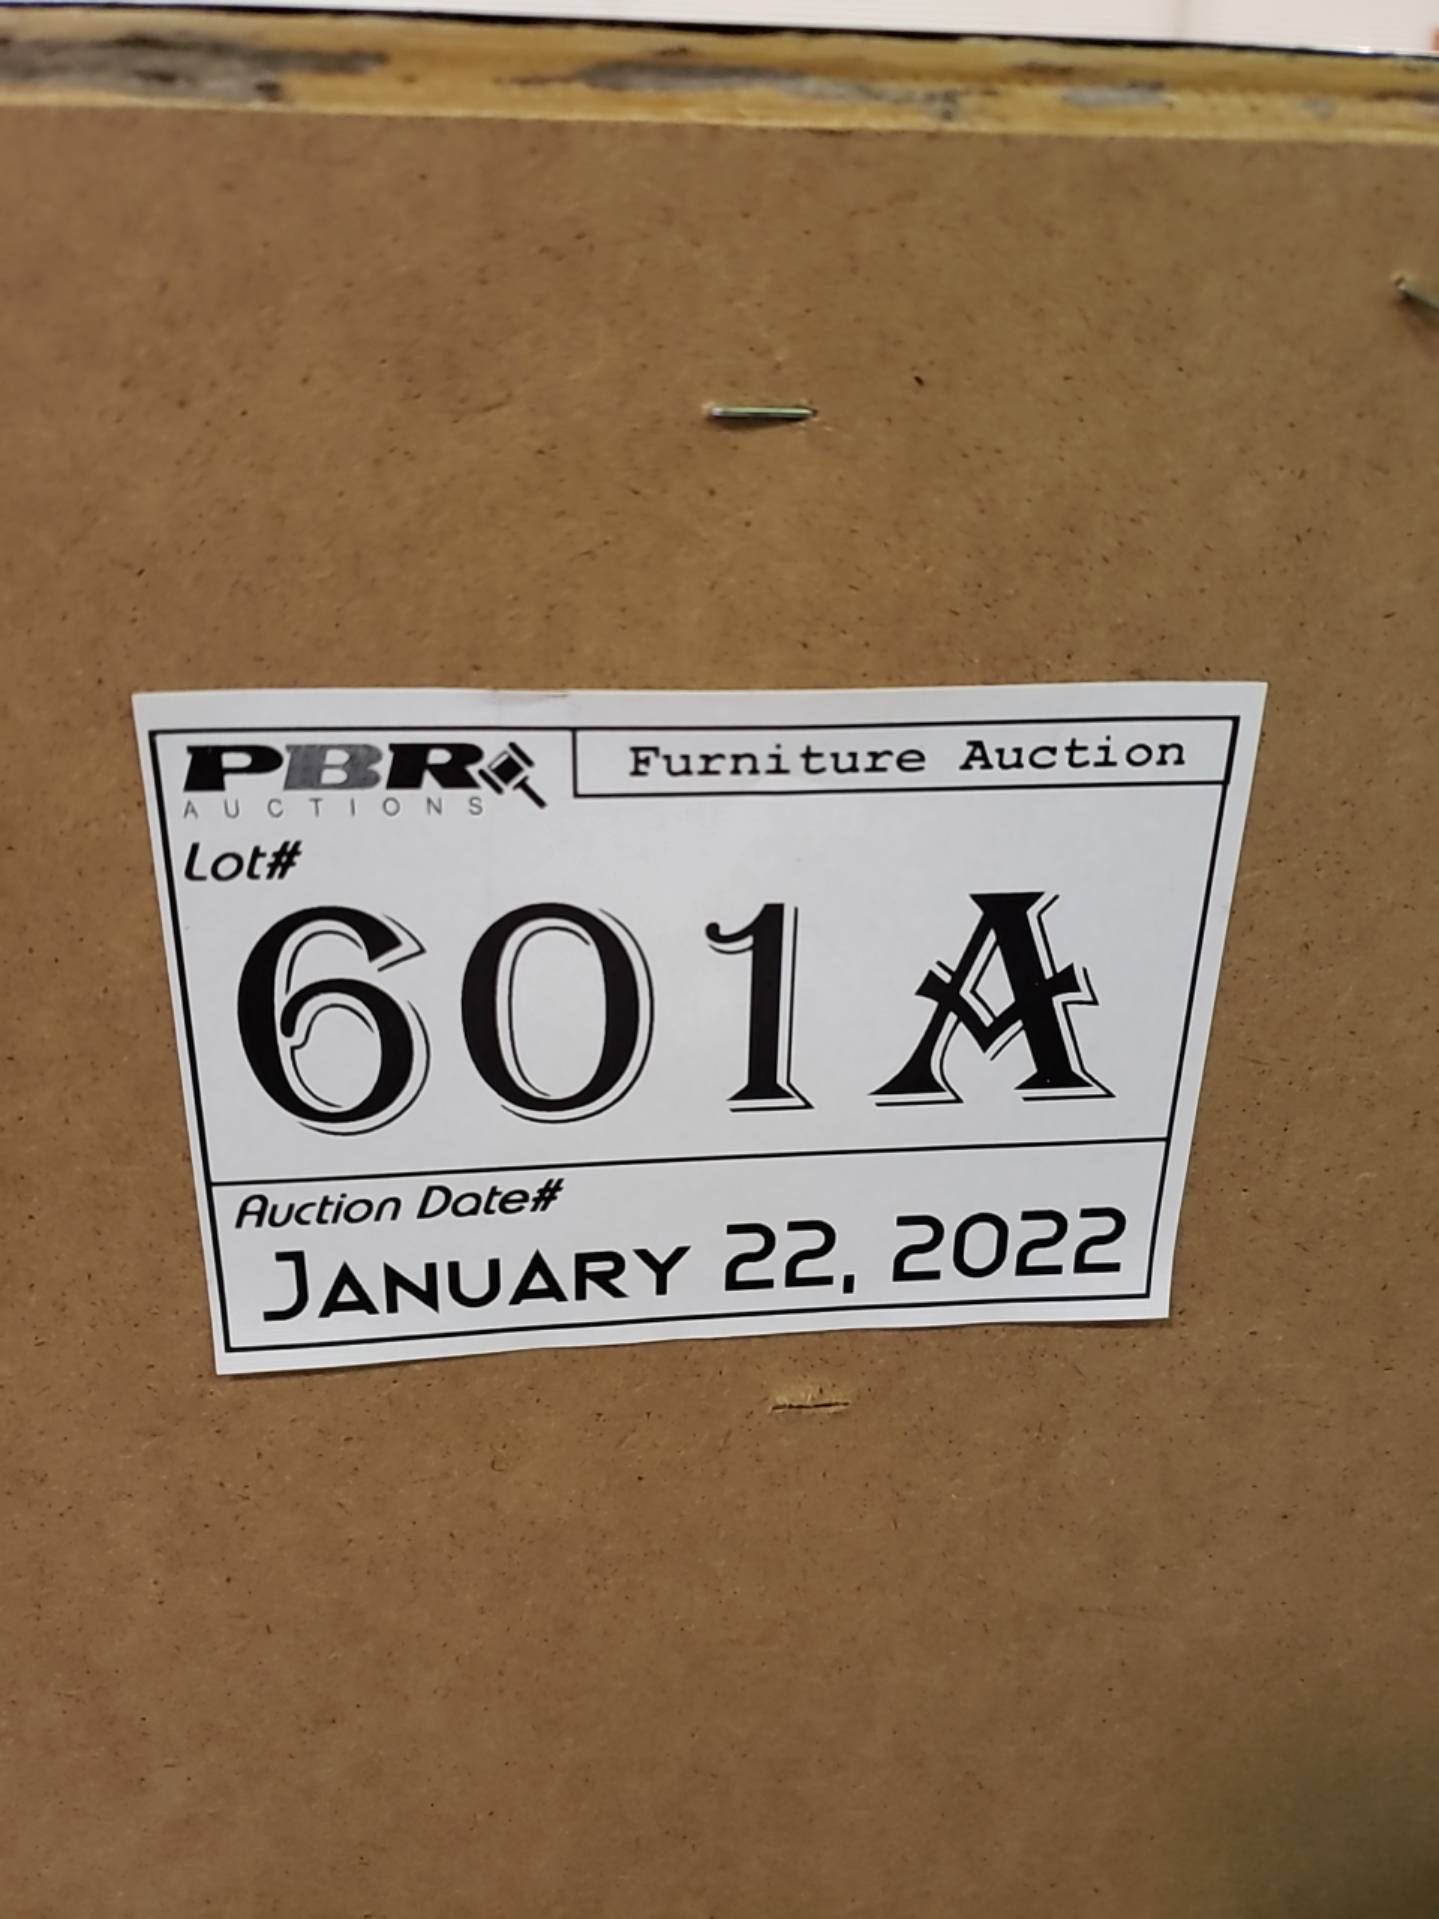 PBR
AUCTIONS
Furniture Auction
Lot#
601A
Auction Date#
JANUARY 22, 2022